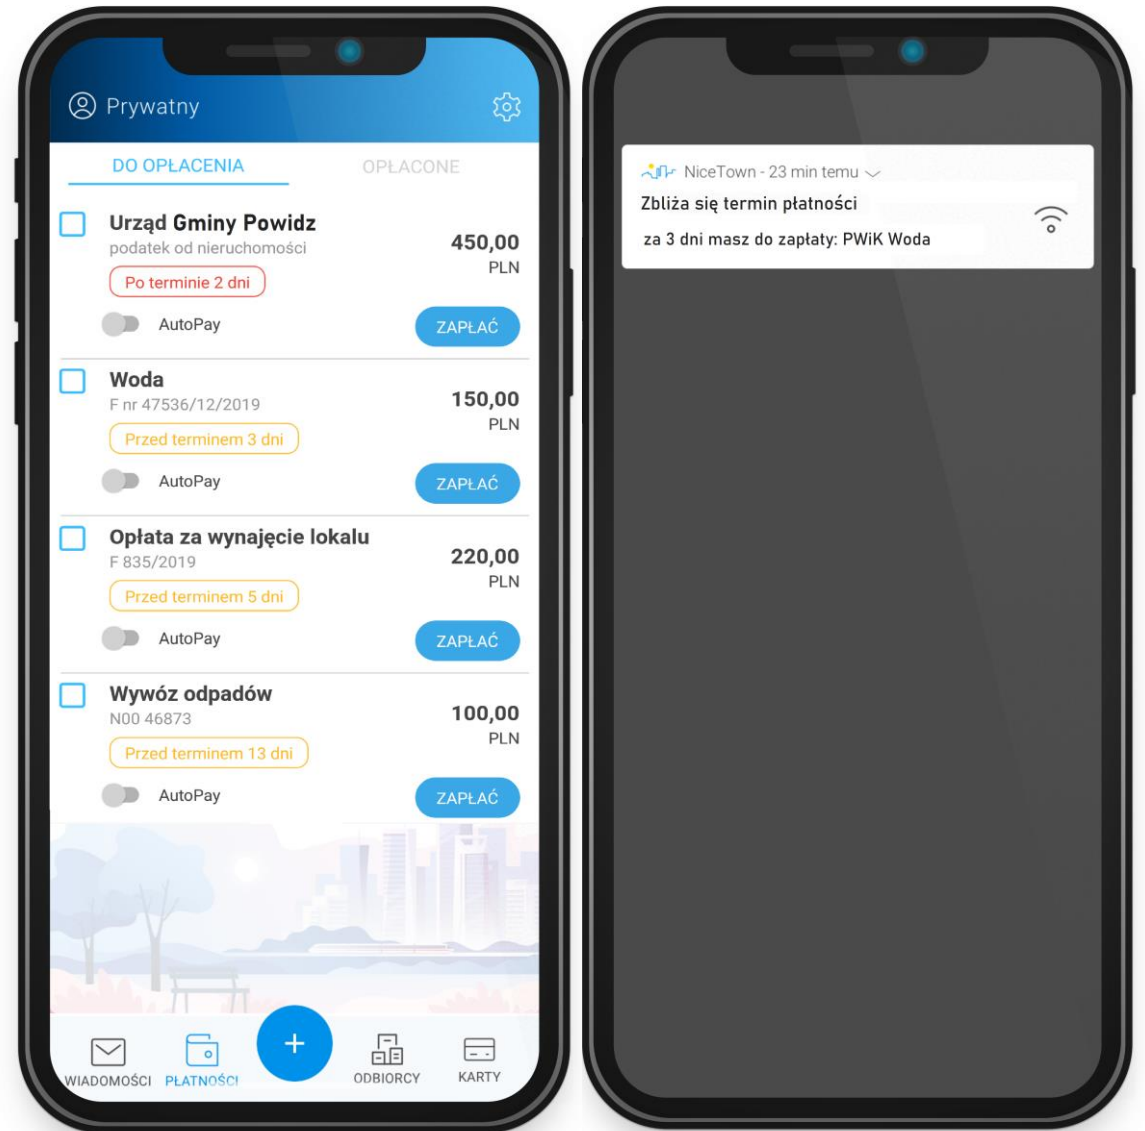 Prywatny
DO OPŁACENIA
OPŁACONE
Urząd Gminy Powidz
podatek od nieruchomości
450,00
PLN
Po terminie 2 dni
AutoPay
ZAPŁAĆ
Woda
F nr 47536/12/2019
150,00
PLN
Przed terminem 3 dni
AutoPay
ZAPŁAĆ
Opłata za wynajęcie lokalu
F 835/2019
220,00
PLN
Przed terminem 5 dni
AutoPay
ZAPŁAĆ
Wywóz odpadów
N00 46873
100,00
PLN
Przed terminem 13 dni
AutoPay
ZAPŁAĆ
WIADOMOŚCI
PŁATNOŚCI
ODBIORCY
KARTY
NiceTown - 23 min temu
Zbliża się termin płatności
za 3 dni masz do zapłaty: PWiK Woda